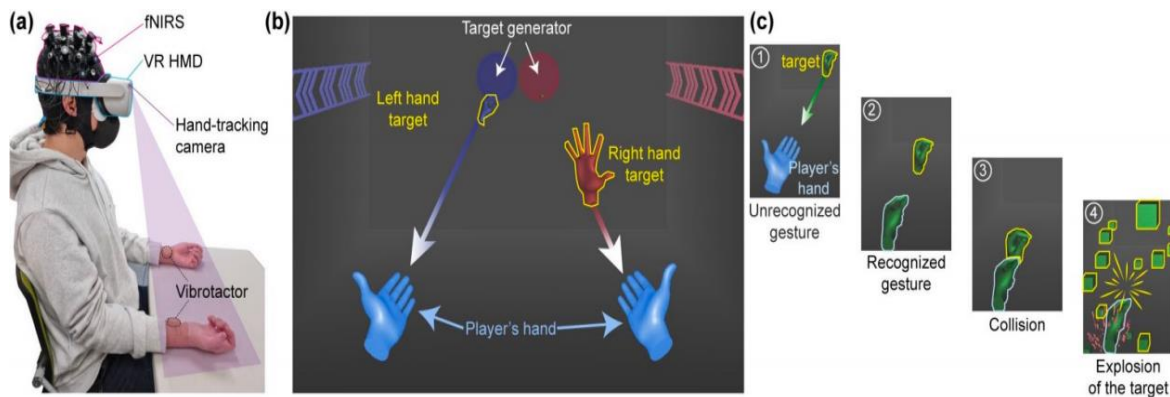 (a)
fNIRS
VR HMD
Hand-tracking
camera
Vibrotactor
(b)
Target generator
Left hand
target
Right hand
target
Player's hand
(c)
1
target
Player's
hand
Unrecognized
gesture
2
Recognized
gesture
3
Collision
4
Explosion
of the target